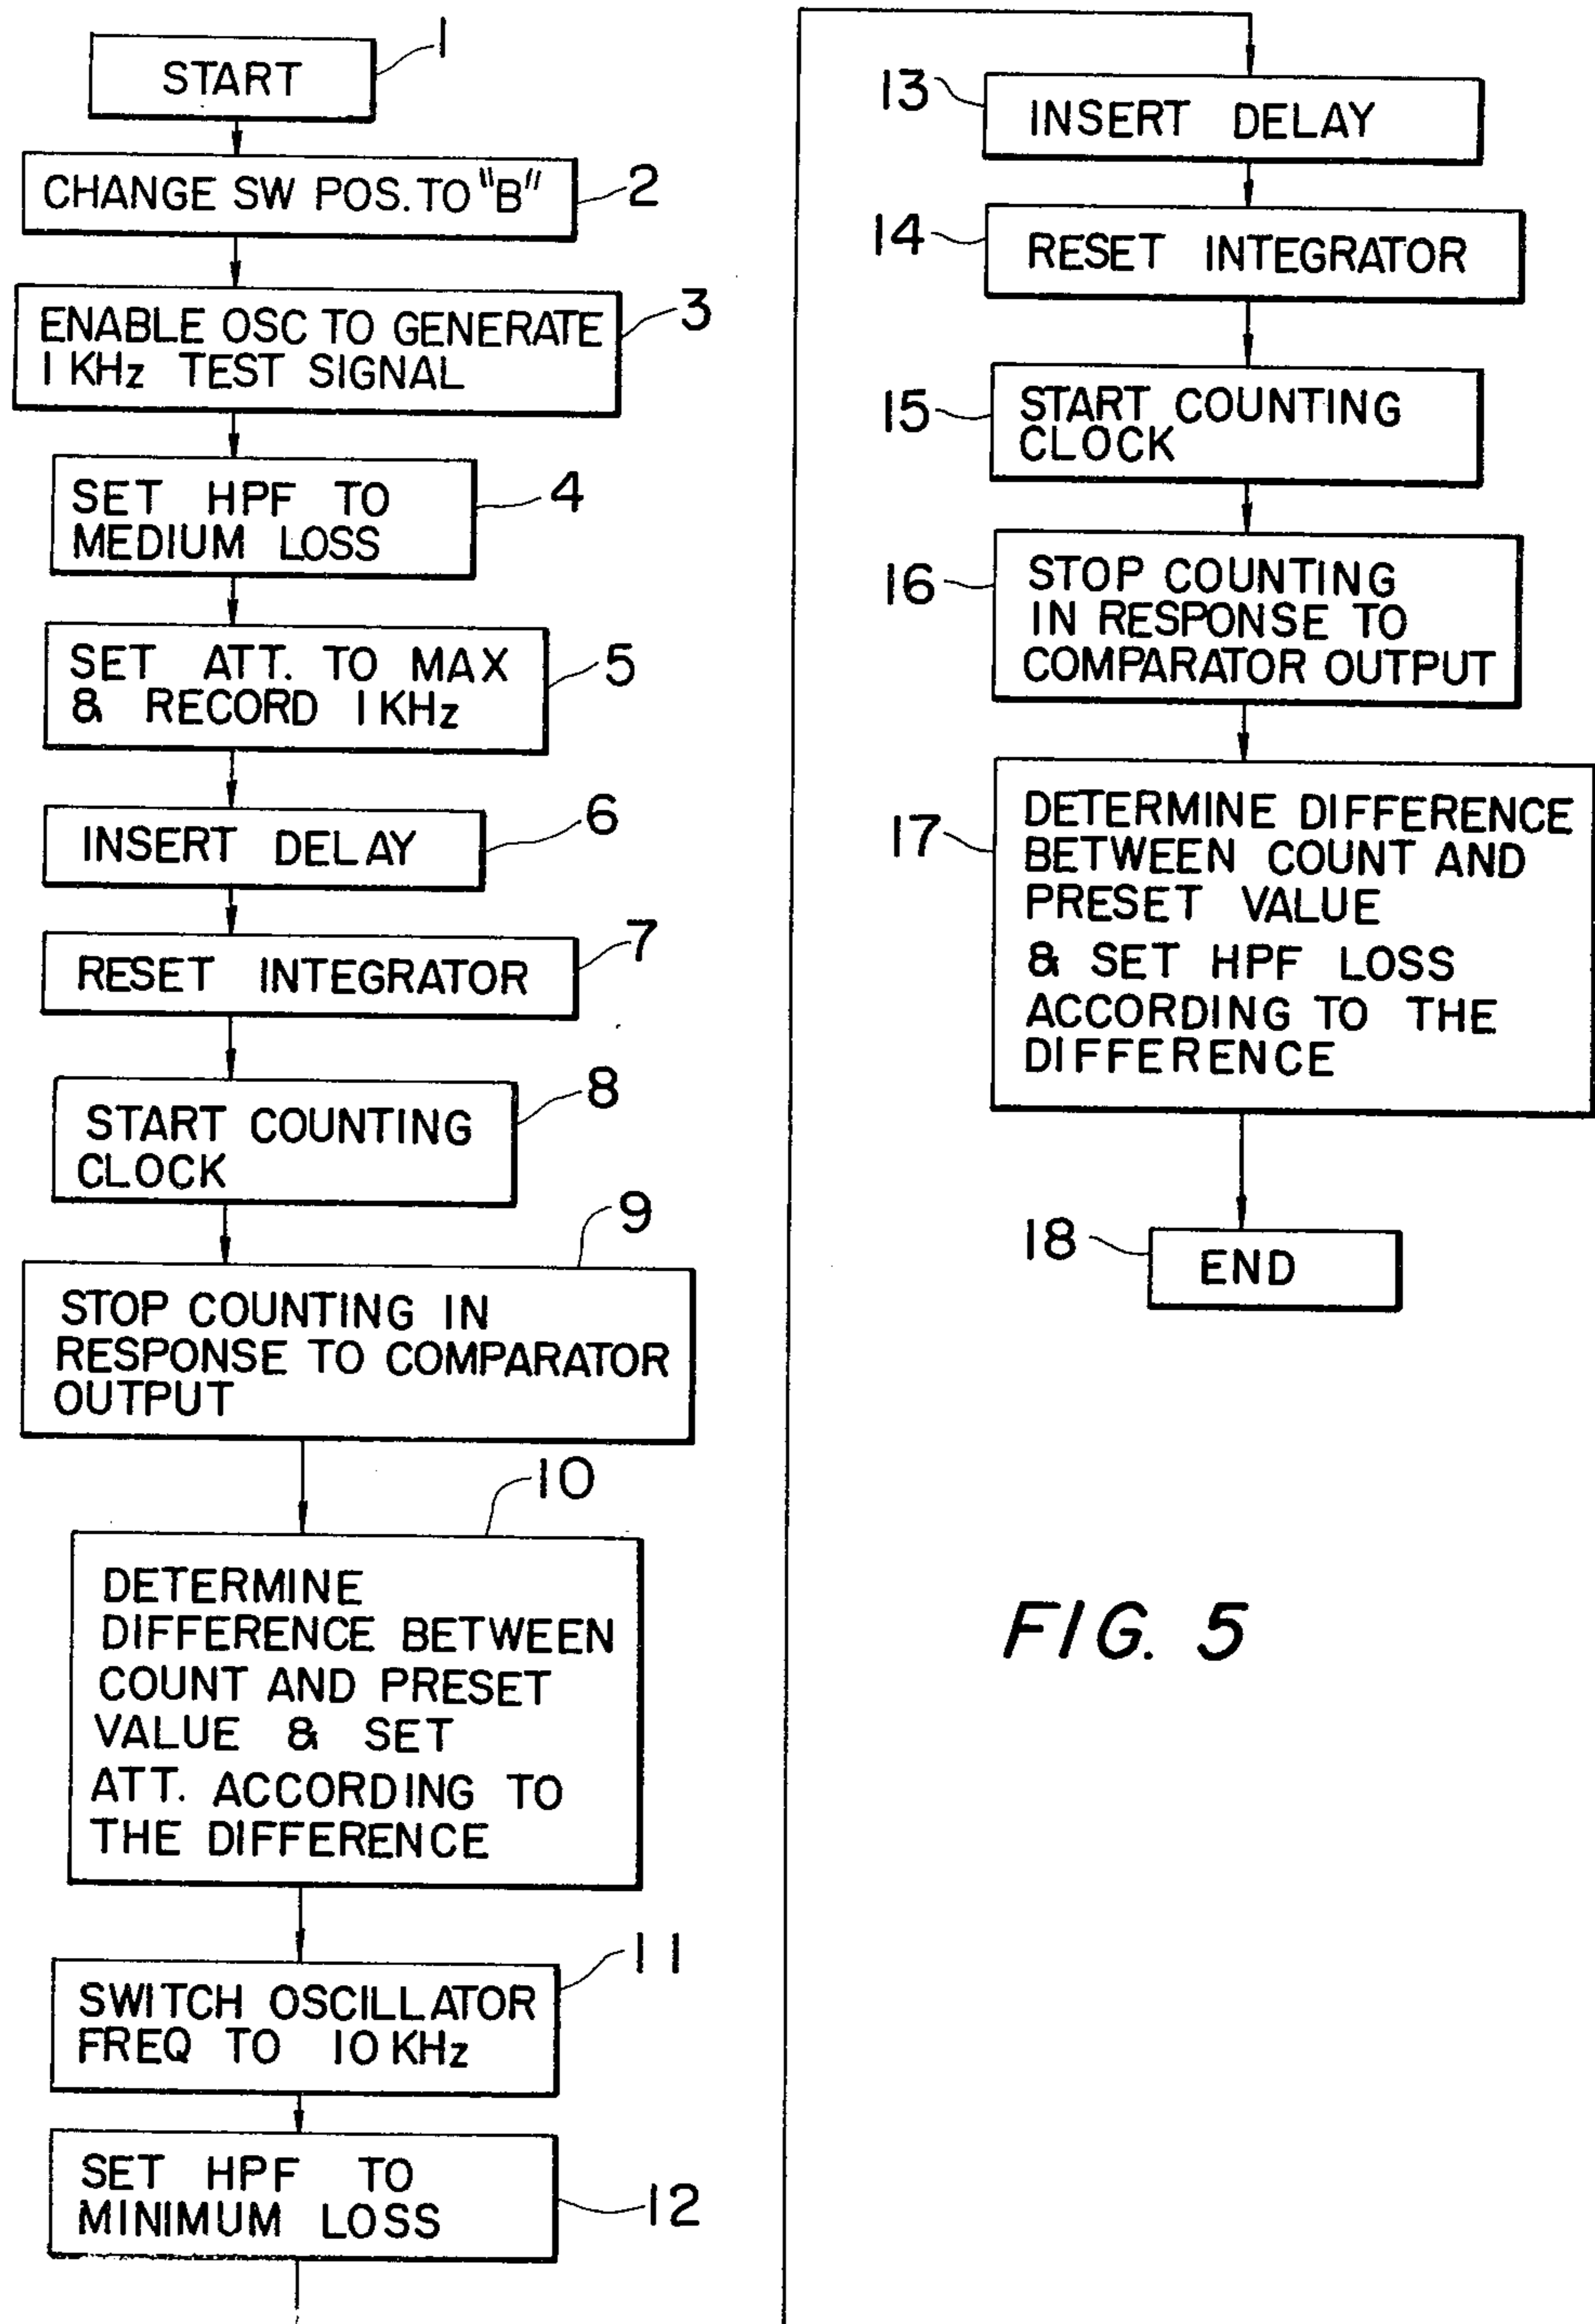 START
1
CHANGE SW POS. TO "B"
2
ENABLE OSC TO GENERATE
1 KHz TEST SIGNAL
3
SET HPF TO
MEDIUM LOSS
4
SET ATT. TO MAX
& RECORD 1 KHz
5
INSERT DELAY
6
RESET INTEGRATOR
7
START COUNTING
CLOCK
8
STOP COUNTING IN
RESPONSE TO COMPARATOR
OUTPUT
9
DETERMINE
DIFFERENCE BETWEEN
COUNT AND PRESET
VALUE & SET
ATT. ACCORDING TO
THE DIFFERENCE
10
SWITCH OSCILLATOR
FREQ TO 10 KHz
11
SET HPF TO
MINIMUM LOSS
12
13
INSERT DELAY
14
RESET INTEGRATOR
15
START COUNTING
CLOCK
16
STOP COUNTING
IN RESPONSE TO
COMPARATOR OUTPUT
17
DETERMINE DIFFERENCE
BETWEEN COUNT AND
PRESET VALUE
& SET HPF LOSS
ACCORDING TO THE
DIFFERENCE
18
END
FIG. 5